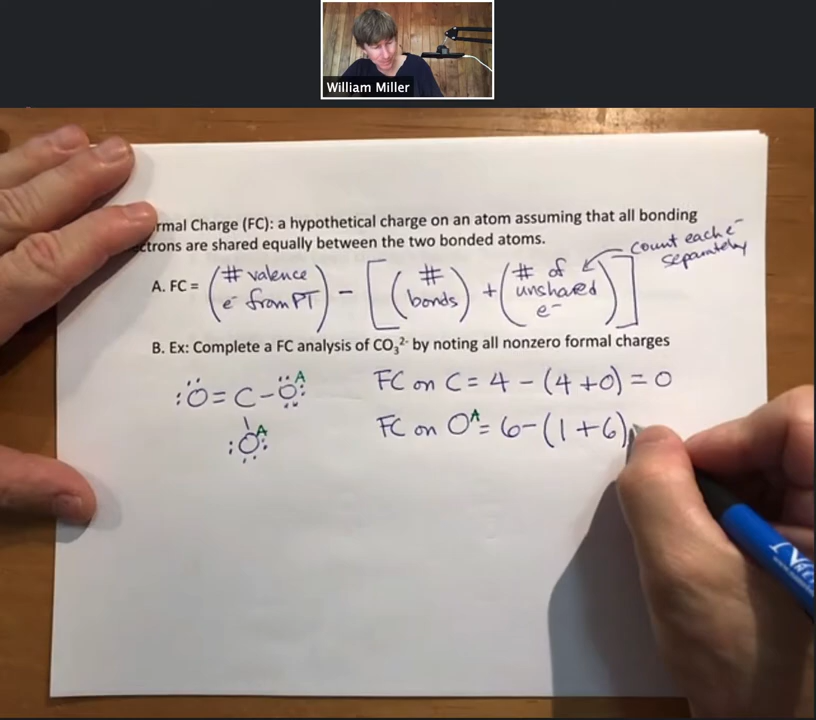 William Miller
rmal Charge (FC): a hypothetical charge on an atom assuming that all bonding
ctrons are shared equally between the two bonded atoms.
count each e⁻ separately
A. FC = (# valence e⁻ from PT) - [(# bonds) + (# of unshared e⁻)]
B. Ex: Complete a FC analysis of CO₃²⁻ by noting all nonzero formal charges
:Ö=C-Ö:ᴬ
FC on C = 4 - (4+0) = 0
:Ö:ᴬ
FC on Oᴬ = 6-(1+6)